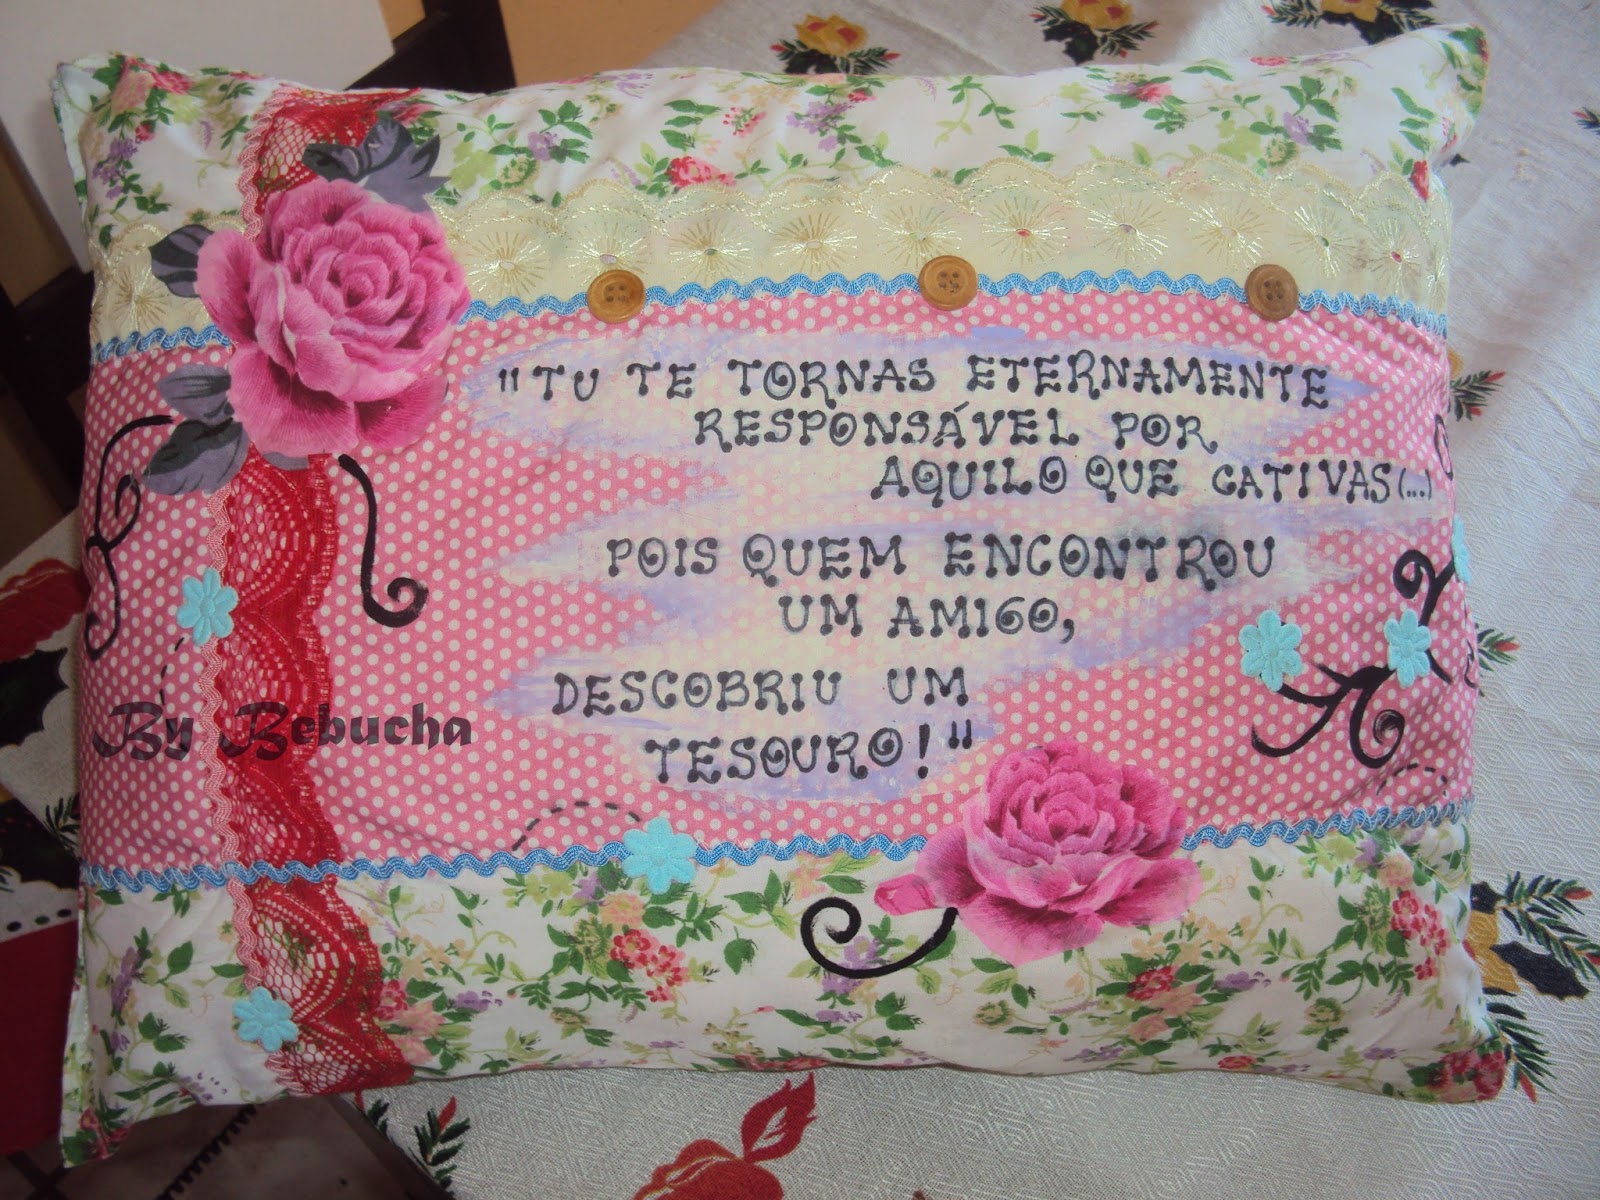 "TU TE TORNAS ETERNAMENTE
RESPONSÁVEL POR
AQUILO QUE CATIVAS(...)
POIS QUEM ENCONTROU
UM AMIGO,
DESCOBRIU UM
TESOURO!"
By Bebucha